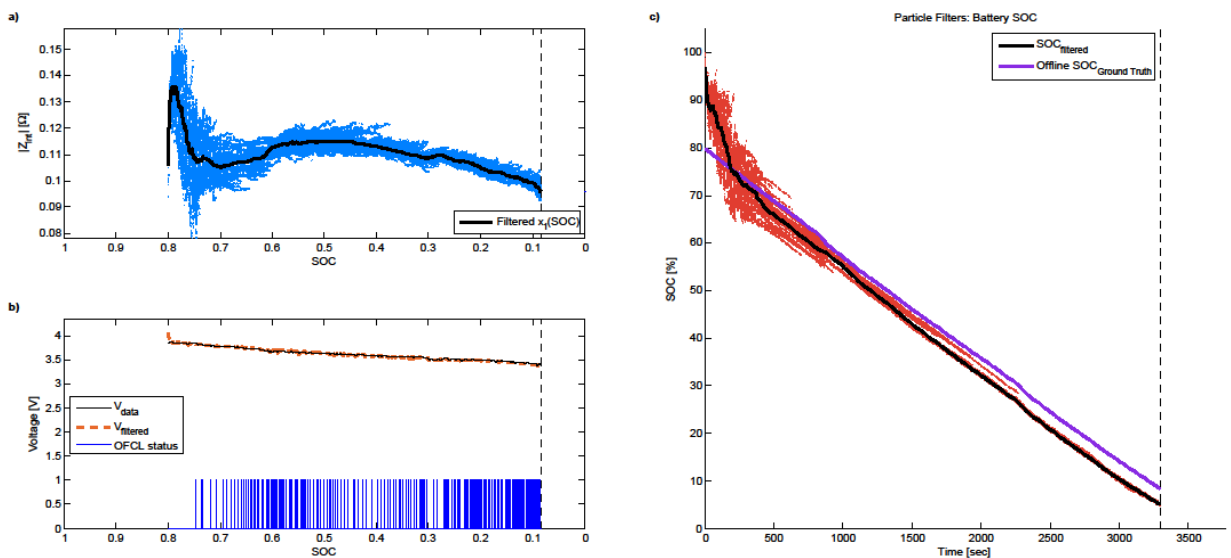 a)
0.15
0.14
0.13
0.12
0.11
0.1
0.09
0.08
|Z_int| [Ω]
Filtered x_1(SOC)
1 0.9 0.8 0.7 0.6 0.5 0.4 0.3 0.2 0.1 0
SOC
b)
4
3.5
3
2.5
2
1.5
1
0.5
0
Voltage [V]
V_data
V_filtered
OFCL status
1 0.9 0.8 0.7 0.6 0.5 0.4 0.3 0.2 0.1 0
SOC
c)
Particle Filters: Battery SOC
SOC_filtered
Offline SOC_Ground Truth
100
90
80
70
60
50
40
30
20
10
0
SOC [%]
0 500 1000 1500 2000 2500 3000 3500
Time [sec]